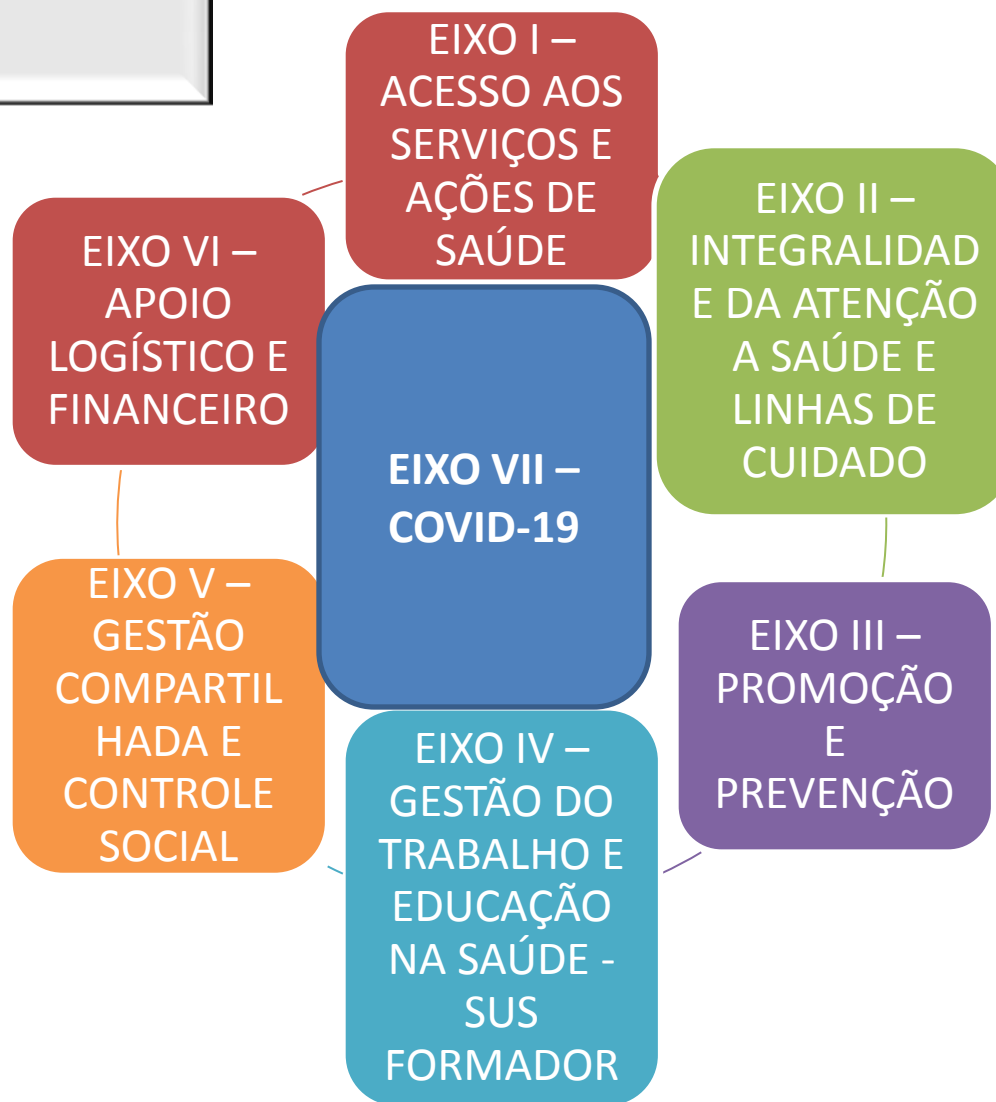 EIXO I –
ACESSO AOS
SERVIÇOS E
AÇÕES DE
SAÚDE
EIXO II –
INTEGRALIDAD
E DA ATENÇÃO
A SAÚDE E
LINHAS DE
CUIDADO
EIXO III –
PROMOÇÃO
E
PREVENÇÃO
EIXO IV –
GESTÃO DO
TRABALHO E
EDUCAÇÃO
NA SAÚDE -
SUS
FORMADOR
EIXO V –
GESTÃO
COMPARTIL
HADA E
CONTROLE
SOCIAL
EIXO VI –
APOIO
LOGÍSTICO E
FINANCEIRO
EIXO VII –
COVID-19